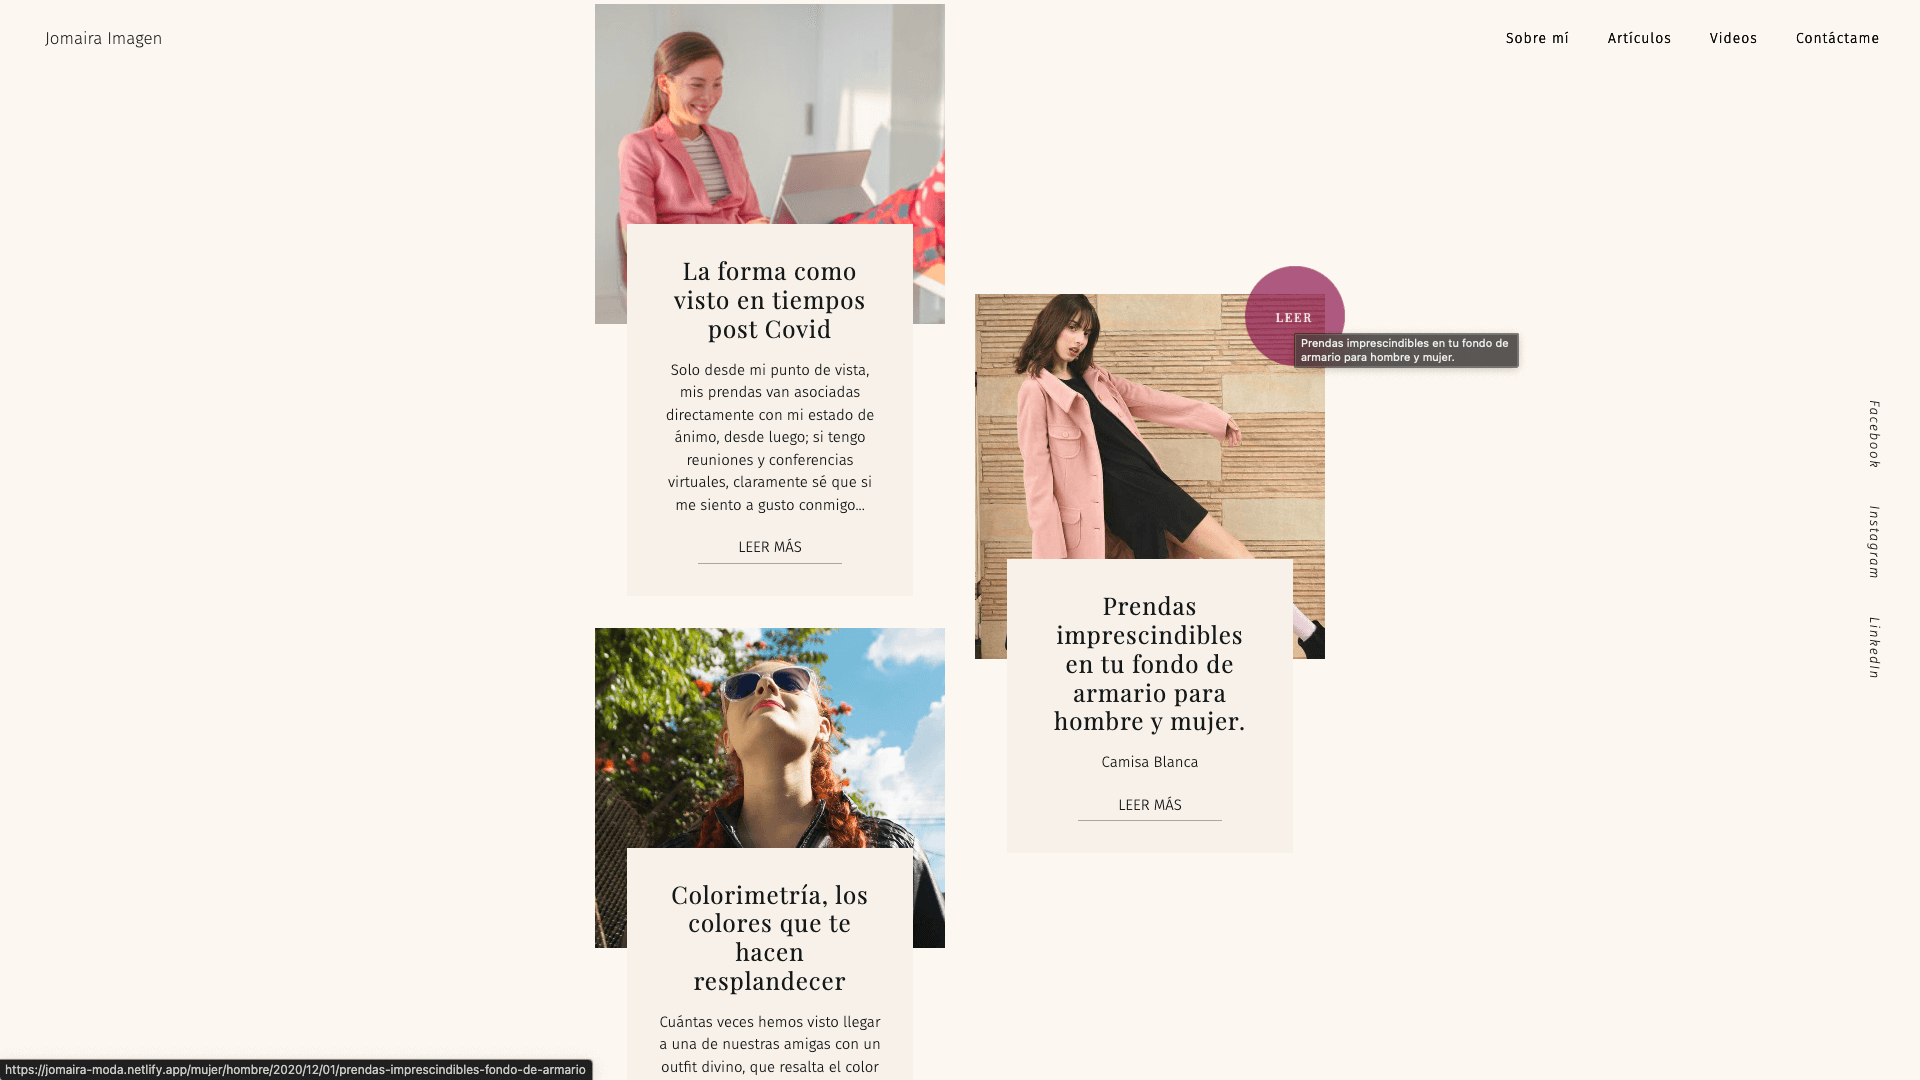 Jomaira Imagen
Sobre mí
Artículos
Videos
Contáctame
La forma como
visto en tiempos
post Covid
Solo desde mi punto de vista,
mis prendas van asociadas
directamente con mi estado de
ánimo, desde luego; si tengo
reuniones y conferencias
virtuales, claramente sé que si
me siento a gusto conmigo...
LEER MÁS
LEER
Prendas imprescindibles en tu fondo de
armario para hombre y mujer.
Prendas
imprescindibles
en tu fondo de
armario para
hombre y mujer.
Camisa Blanca
LEER MÁS
Colorimetría, los
colores que te
hacen
resplandecer
Cuántas veces hemos visto llegar
a una de nuestras amigas con un
outfit divino, que resalta el color
Facebook
Instagram
LinkedIn
https://jomaira-moda.netlify.app/mujer/hombre/2020/12/01/prendas-imprescindibles-fondo-de-armario